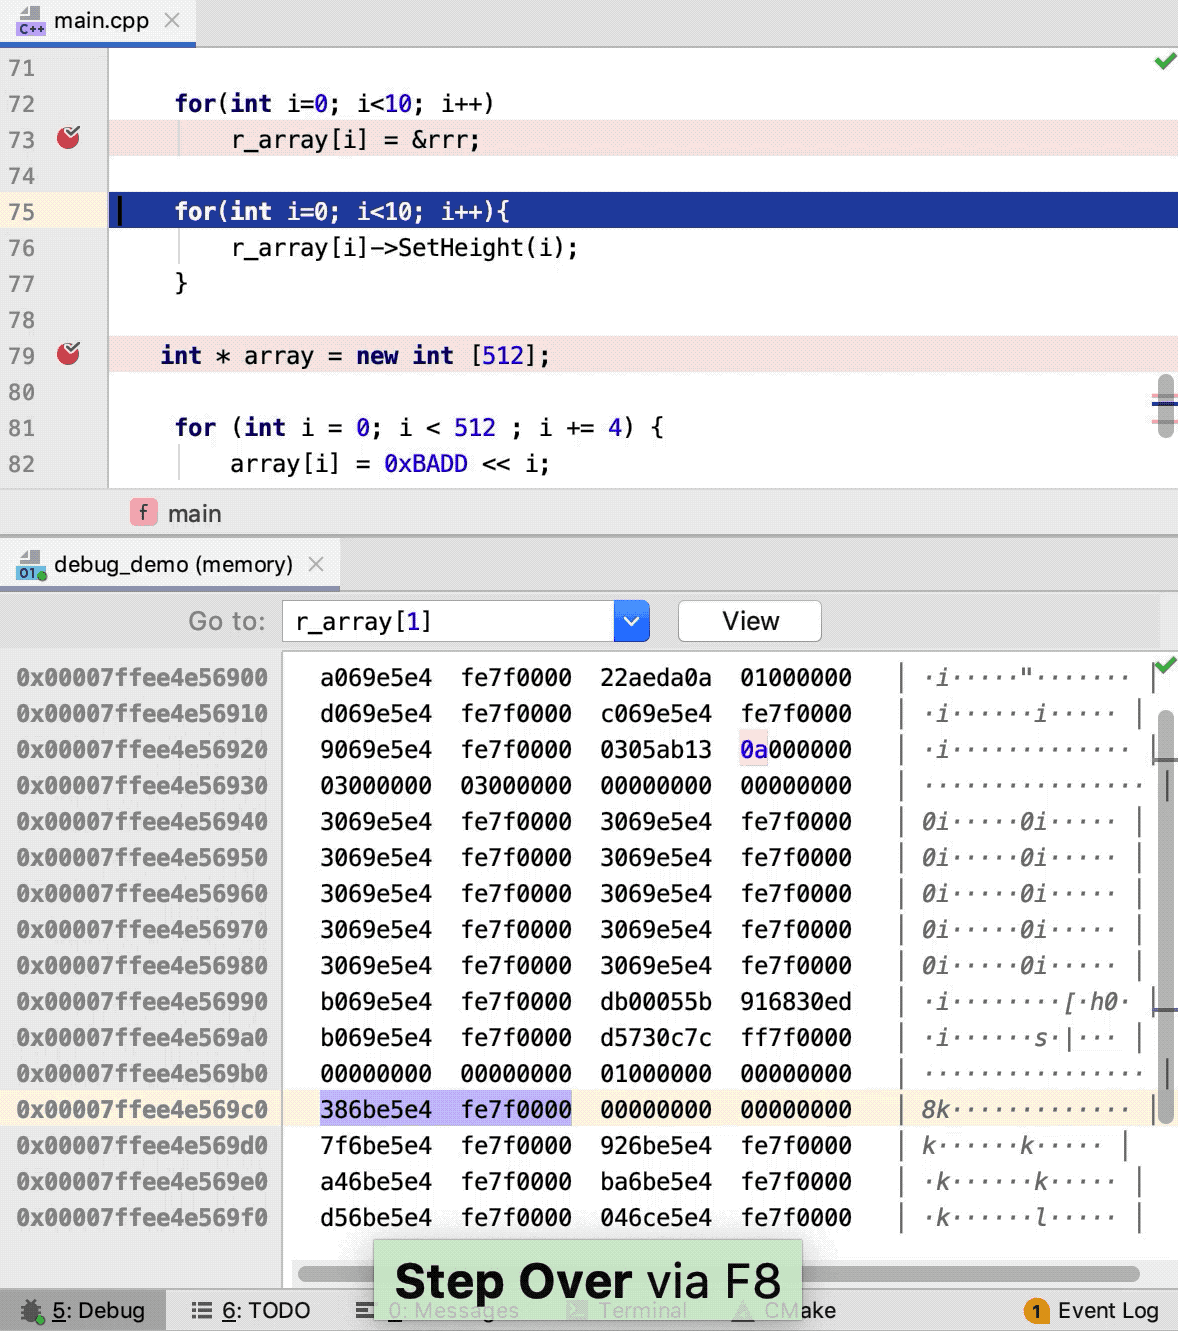 C++ main.cpp
71
72 for(int i=0; i<10; i++)
73 r_array[i] = &rrr;
74
75 for(int i=0; i<10; i++){
76 r_array[i]->SetHeight(i);
77 }
78
79 int * array = new int [512];
80
81 for (int i = 0; i < 512 ; i += 4) {
82 array[i] = 0xBADD << i;
f main
01 debug_demo (memory)
Go to: r_array[1] View
0x00007ffee4e56900 a069e5e4 fe7f0000 22aeda0a 01000000 | ·i·····"······· |
0x00007ffee4e56910 d069e5e4 fe7f0000 c069e5e4 fe7f0000 | ·i······i····· |
0x00007ffee4e56920 9069e5e4 fe7f0000 0305ab13 0a000000 | ·i············· |
0x00007ffee4e56930 03000000 03000000 00000000 00000000 | ················ |
0x00007ffee4e56940 3069e5e4 fe7f0000 3069e5e4 fe7f0000 | 0i·····0i····· |
0x00007ffee4e56950 3069e5e4 fe7f0000 3069e5e4 fe7f0000 | 0i·····0i····· |
0x00007ffee4e56960 3069e5e4 fe7f0000 3069e5e4 fe7f0000 | 0i·····0i····· |
0x00007ffee4e56970 3069e5e4 fe7f0000 3069e5e4 fe7f0000 | 0i·····0i····· |
0x00007ffee4e56980 3069e5e4 fe7f0000 3069e5e4 fe7f0000 | 0i·····0i····· |
0x00007ffee4e56990 b069e5e4 fe7f0000 db00055b 916830ed | ·i········[·h0· |
0x00007ffee4e569a0 b069e5e4 fe7f0000 d5730c7c ff7f0000 | ·i······s·|··· |
0x00007ffee4e569b0 00000000 00000000 01000000 00000000 | ················ |
0x00007ffee4e569c0 386be5e4 fe7f0000 00000000 00000000 | 8k············· |
0x00007ffee4e569d0 7f6be5e4 fe7f0000 926be5e4 fe7f0000 | k······k····· |
0x00007ffee4e569e0 a46be5e4 fe7f0000 ba6be5e4 fe7f0000 | ·k······k····· |
0x00007ffee4e569f0 d56be5e4 fe7f0000 046ce5e4 fe7f0000 | ·k······l····· |
Step Over via F8
5: Debug 6: TODO 0: Messages Terminal CMake 1 Event Log